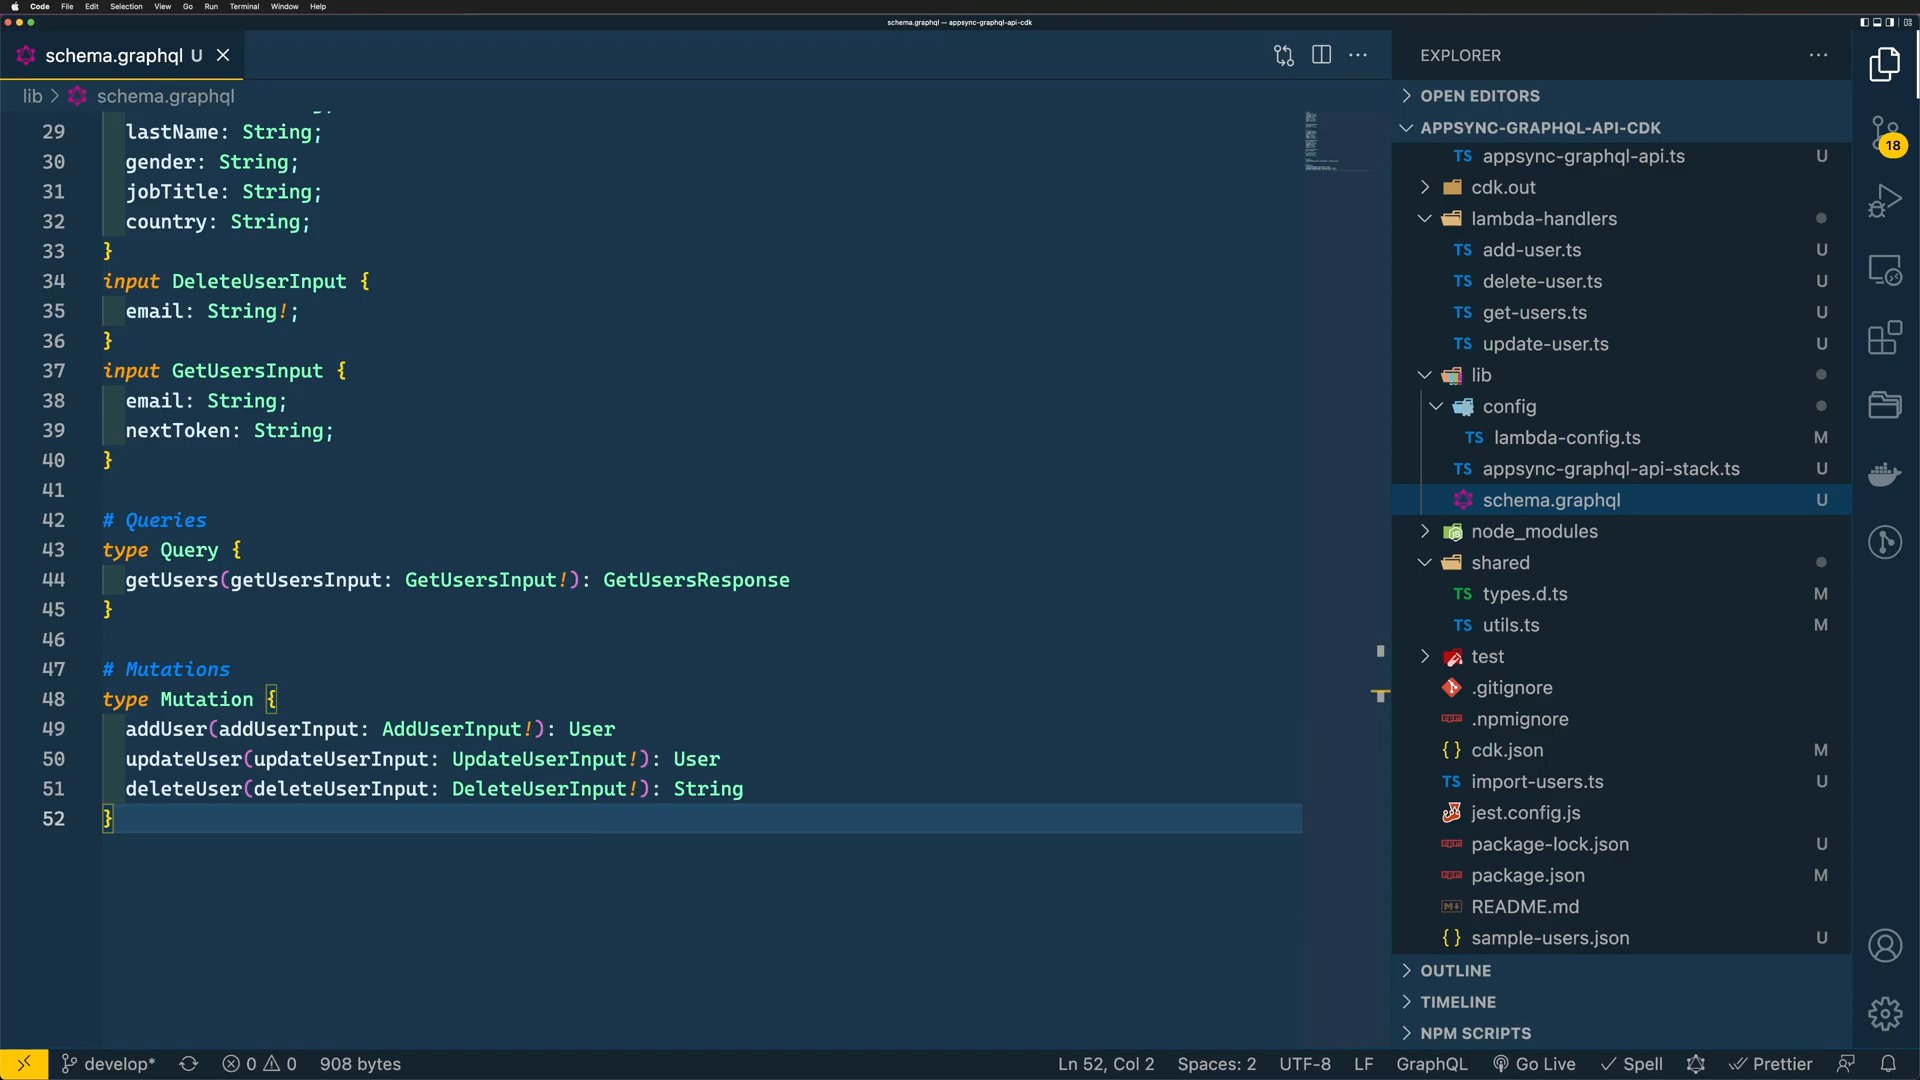 Code File Edit Selection View Go Run Terminal Window Help
schema.graphql — appsync-graphql-api-cdk
schema.graphql U
lib > schema.graphql
29 lastName: String;
30 gender: String;
31 jobTitle: String;
32 country: String;
33 }
34 input DeleteUserInput {
35 email: String!;
36 }
37 input GetUsersInput {
38 email: String;
39 nextToken: String;
40 }
41
42 # Queries
43 type Query {
44 getUsers(getUsersInput: GetUsersInput!): GetUsersResponse
45 }
46
47 # Mutations
48 type Mutation {
49 addUser(addUserInput: AddUserInput!): User
50 updateUser(updateUserInput: UpdateUserInput!): User
51 deleteUser(deleteUserInput: DeleteUserInput!): String
52 }
EXPLORER
OPEN EDITORS
APPSYNC-GRAPHQL-API-CDK
TS appsync-graphql-api.ts U
cdk.out
lambda-handlers
TS add-user.ts U
TS delete-user.ts U
TS get-users.ts U
TS update-user.ts U
lib
config
TS lambda-config.ts M
TS appsync-graphql-api-stack.ts U
schema.graphql U
node_modules
shared
TS types.d.ts M
TS utils.ts M
test
.gitignore
npm .npmignore
{} cdk.json M
TS import-users.ts U
jest.config.js
npm package-lock.json U
npm package.json M
README.md
{} sample-users.json U
OUTLINE
TIMELINE
NPM SCRIPTS
18
develop* 0 0 908 bytes
Ln 52, Col 2 Spaces: 2 UTF-8 LF GraphQL Go Live Spell Prettier